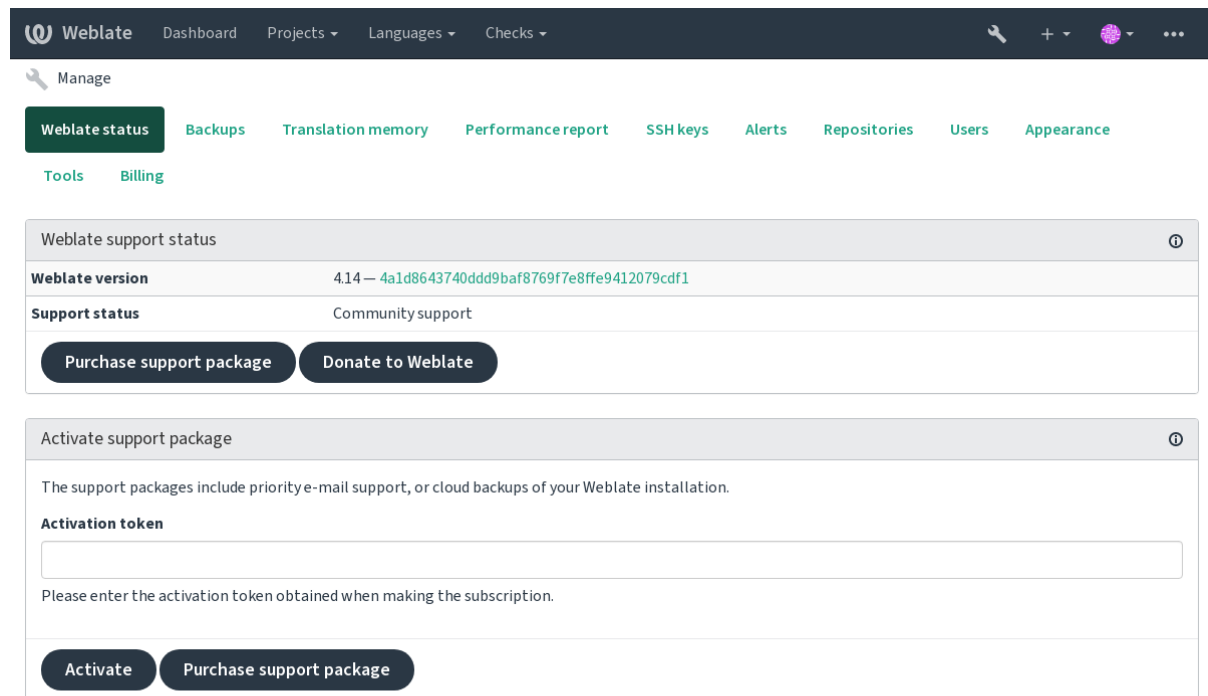 Weblate Dashboard Projects Languages Checks
Manage
Weblate status Backups Translation memory Performance report SSH keys Alerts Repositories Users Appearance
Tools Billing
Weblate support status
Weblate version 4.14 — 4a1d8643740ddd9baf8769f7e8ffe9412079cdf1
Support status Community support
Purchase support package Donate to Weblate
Activate support package
The support packages include priority e-mail support, or cloud backups of your Weblate installation.
Activation token
Please enter the activation token obtained when making the subscription.
Activate Purchase support package